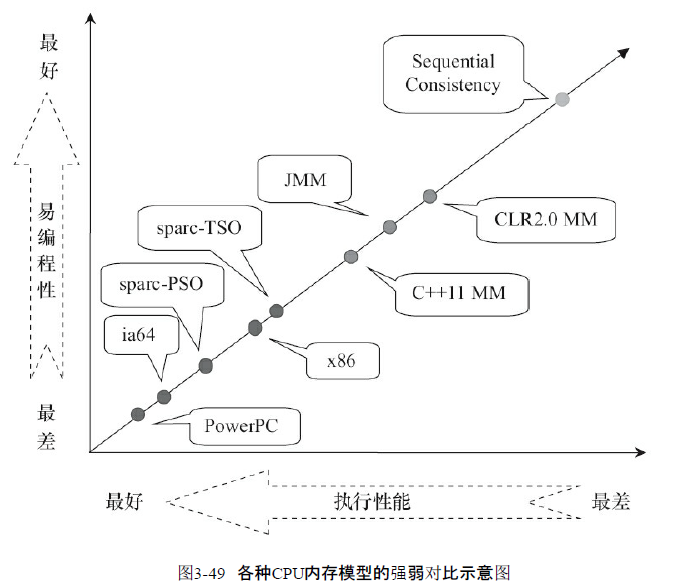 最好
Sequential
Consistency
JMM
CLR2.0 MM
易编程性
sparc-TSO
sparc-PSO
C++11 MM
ia64
x86
最差
PowerPC
最好
执行性能
最差
图3-49 各种CPU内存模型的强弱对比示意图